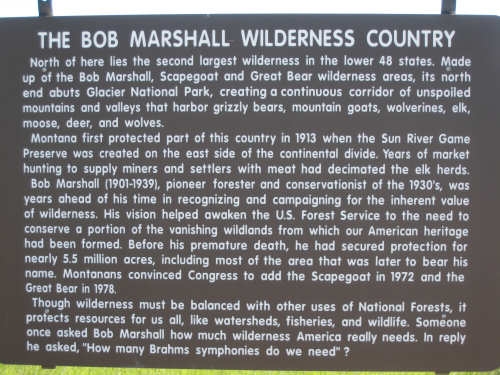 THE BOB MARSHALL WILDERNESS COUNTRY
North of here lies the second largest wilderness in the lower 48 states. Made
up of the Bob Marshall, Scapegoat and Great Bear wilderness areas, its north
end abuts Glacier National Park, creating a continuous corridor of unspoiled
mountains and valleys that harbor grizzly bears, mountain goats, wolverines, elk,
moose, deer, and wolves.
Montana first protected part of this country in 1913 when the Sun River Game
Preserve was created on the east side of the continental divide. Years of market
hunting to supply miners and settlers with meat had decimated the elk herds.
Bob Marshall (1901-1939), pioneer forester and conservationist of the 1930's, was
years ahead of his time in recognizing and campaigning for the inherent value
of wilderness. His vision helped awaken the U.S. Forest Service to the need to
conserve a portion of the vanishing wildlands from which our American heritage
had been formed. Before his premature death, he had secured protection for
nearly 5.5 million acres, including most of the area that was later to bear his
name. Montanans convinced Congress to add the Scapegoat in 1972 and the
Great Bear in 1978.
Though wilderness must be balanced with other uses of National Forests, it
protects resources for us all, like watersheds, fisheries, and wildlife. Someone
once asked Bob Marshall how much wilderness America really needs. In reply
he asked, "How many Brahms symphonies do we need" ?